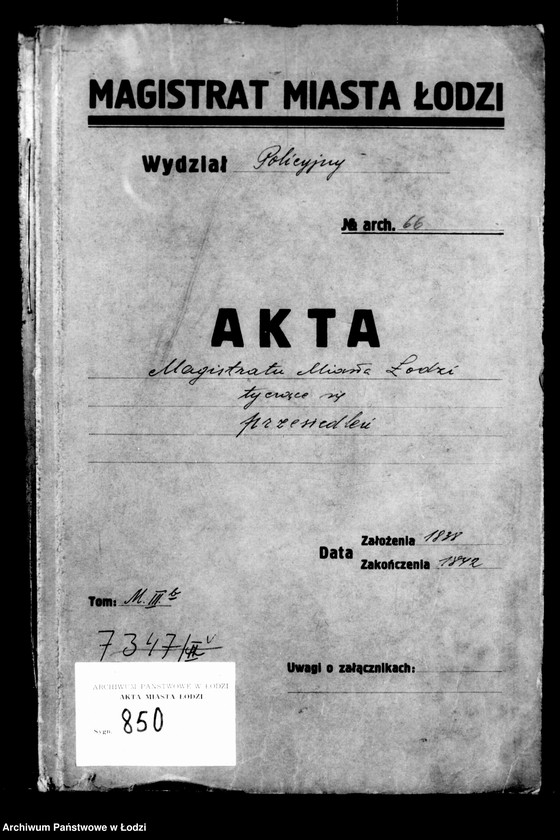 MAGISTRAT MIASTA ŁODZI
Wydział Policyjny
№ arch. 66
AKTA
Magistratu Miasta Łodzi
tyczące się
przesiedleń
Data Założenia 1838
Zakończenia 1842
Tom: M. III.
7347/
Uwagi o załącznikach:
ARCHIWUM PAŃSTWOWE W ŁODZI
AKTA MIASTA ŁODZI
Sygn. 850
Archiwum Państwowe w Łodzi